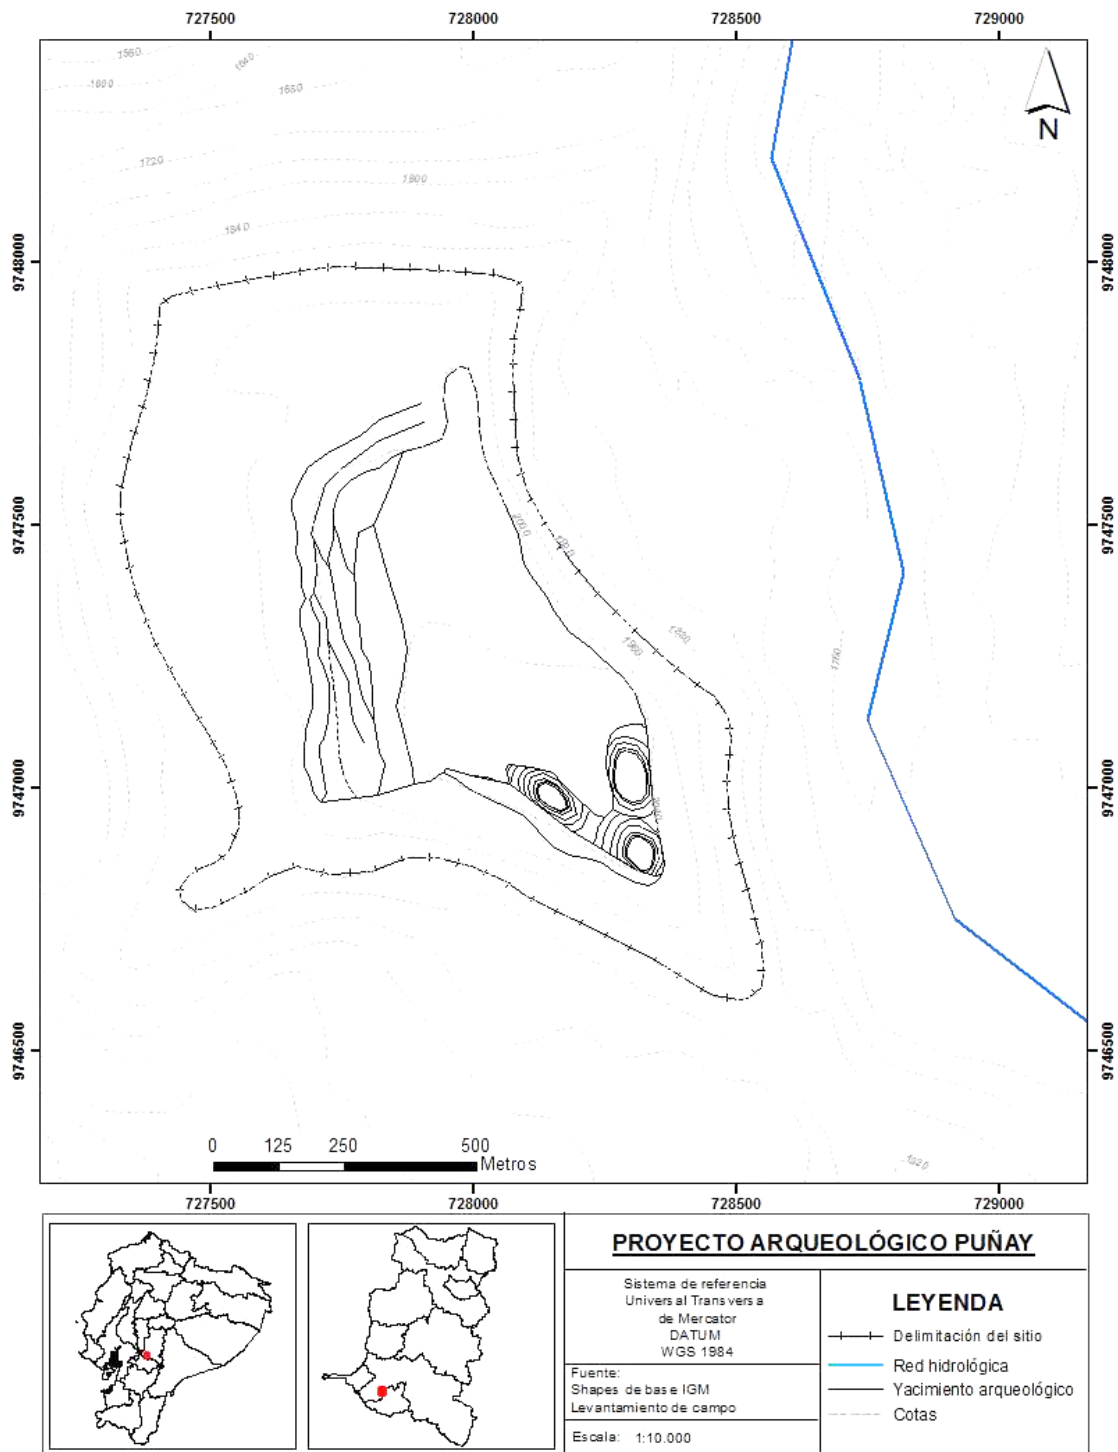 727500 728000 728500 729000
1560
1640
1600
1680
N
1720
1800
1840
9748000 9748000
9747500 9747500
2000
1880
1960
1760
9747000 9747000
9746500 9746500
0 125 250 500
Metros
1920
727500 728000 728500 729000
PROYECTO ARQUEOLÓGICO PUÑAY
Sistema de referencia
Universal Transversa
de Mercator
DATUM
WGS 1984
Fuente:
Shapes de base IGM
Levantamiento de campo
Escala: 1:10.000
LEYENDA
Delimitación del sitio
Red hidrológica
Yacimiento arqueológico
Cotas